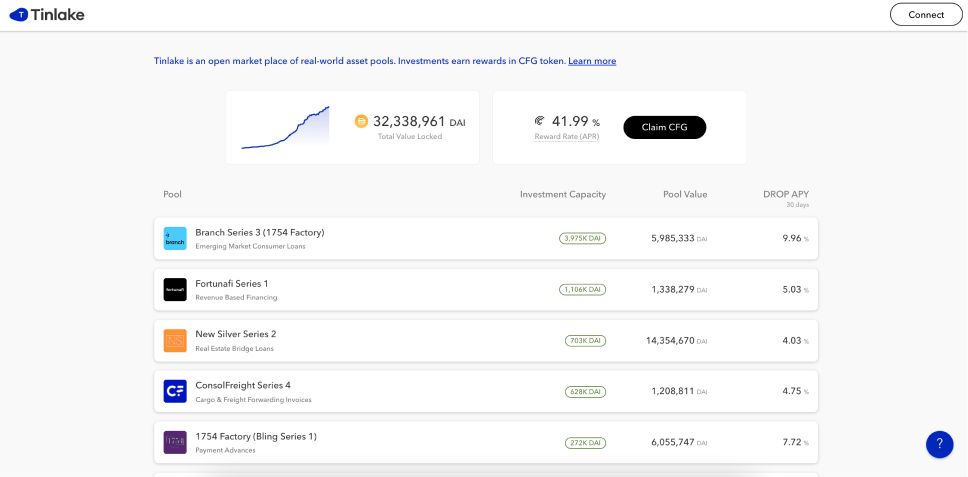 Tinlake
Connect
Tinlake is an open market place of real-world asset pools. Investments earn rewards in CFG token. Learn more
32,338,961 DAI
Total Value Locked
41.99 %
Reward Rate (APR)
Claim CFG
Pool Investment Capacity Pool Value DROP APY
30 days
branch
Branch Series 3 (1754 Factory)
Emerging Market Consumer Loans
3,975K DAI
5,985,333 DAI
9.96 %
fortunafi
Fortunafi Series 1
Revenue Based Financing
1,106K DAI
1,338,279 DAI
5.03 %
NS
New Silver Series 2
Real Estate Bridge Loans
703K DAI
14,354,670 DAI
4.03 %
CF
ConsolFreight Series 4
Cargo & Freight Forwarding Invoices
628K DAI
1,208,811 DAI
4.75 %
1754
1754 Factory (Bling Series 1)
Payment Advances
272K DAI
6,055,747 DAI
7.72 %
?